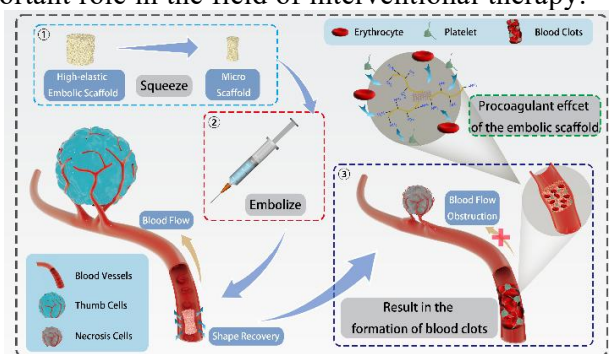 ortant role in the field of interventional therapy.
①
High-elastic
Embolic Scaffold
Squeeze
Micro
Scaffold
Erythrocyte
Platelet
Blood Clots
Procoagulant effcet
of the embolic scaffold
②
Embolize
Blood Flow
Shape Recovery
Blood Vessels
Thumb Cells
Necrosis Cells
③
Blood Flow
Obstruction
Result in the
formation of blood clots